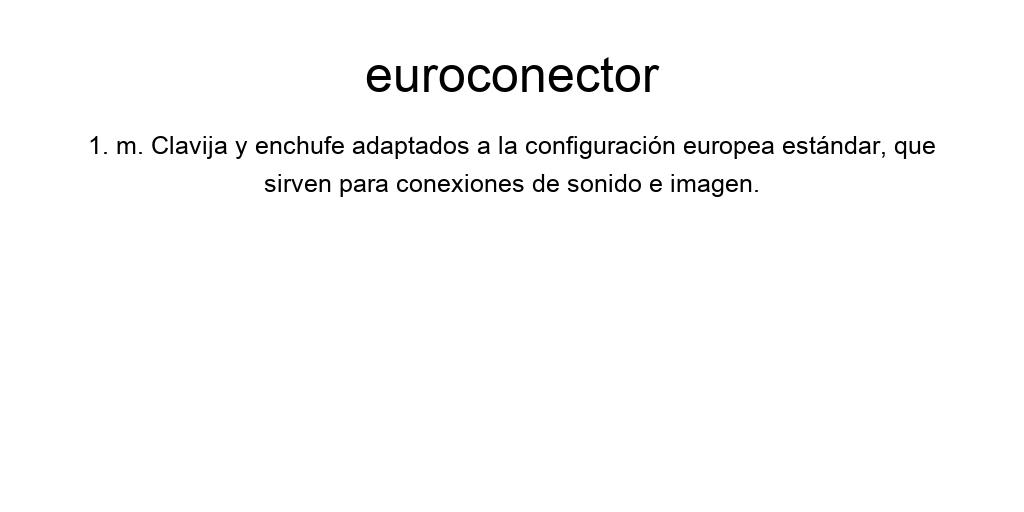 euroconector
1. m. Clavija y enchufe adaptados a la configuración europea estándar, que
sirven para conexiones de sonido e imagen.